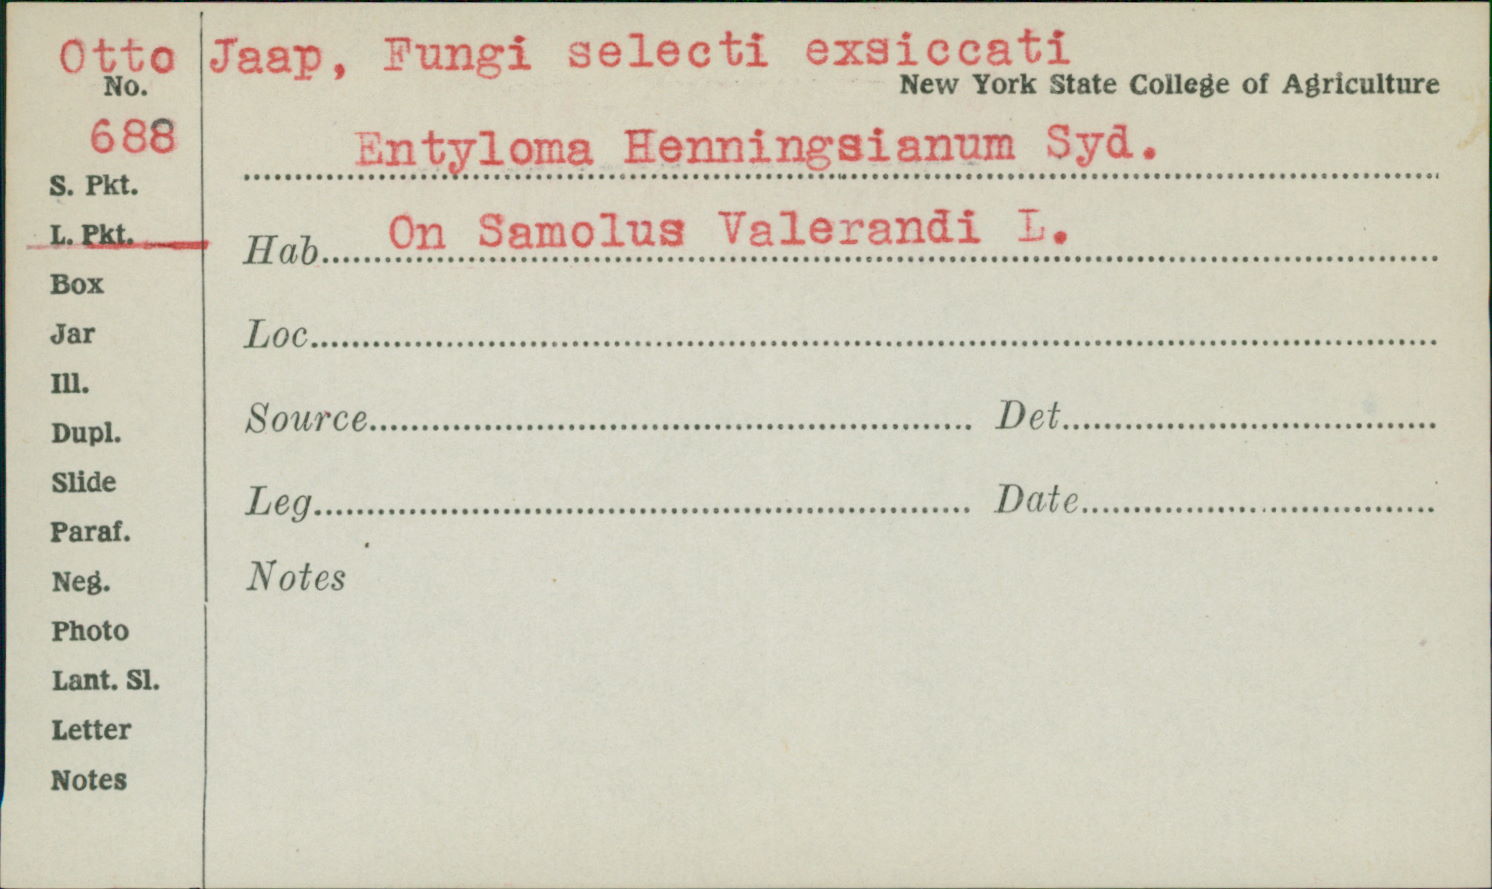 Otto Jaap, Fungi selecti exsiccati
No.
New York State College of Agriculture
688
Entyloma Henningsianum Syd.
S. Pkt.
L. Pkt.
Hab. On Samolus Valerandi L.
Box
Jar
Loc.
Ill.
Source Det.
Dupl.
Slide
Leg. Date
Paraf.
Neg.
Notes
Photo
Lant. Sl.
Letter
Notes